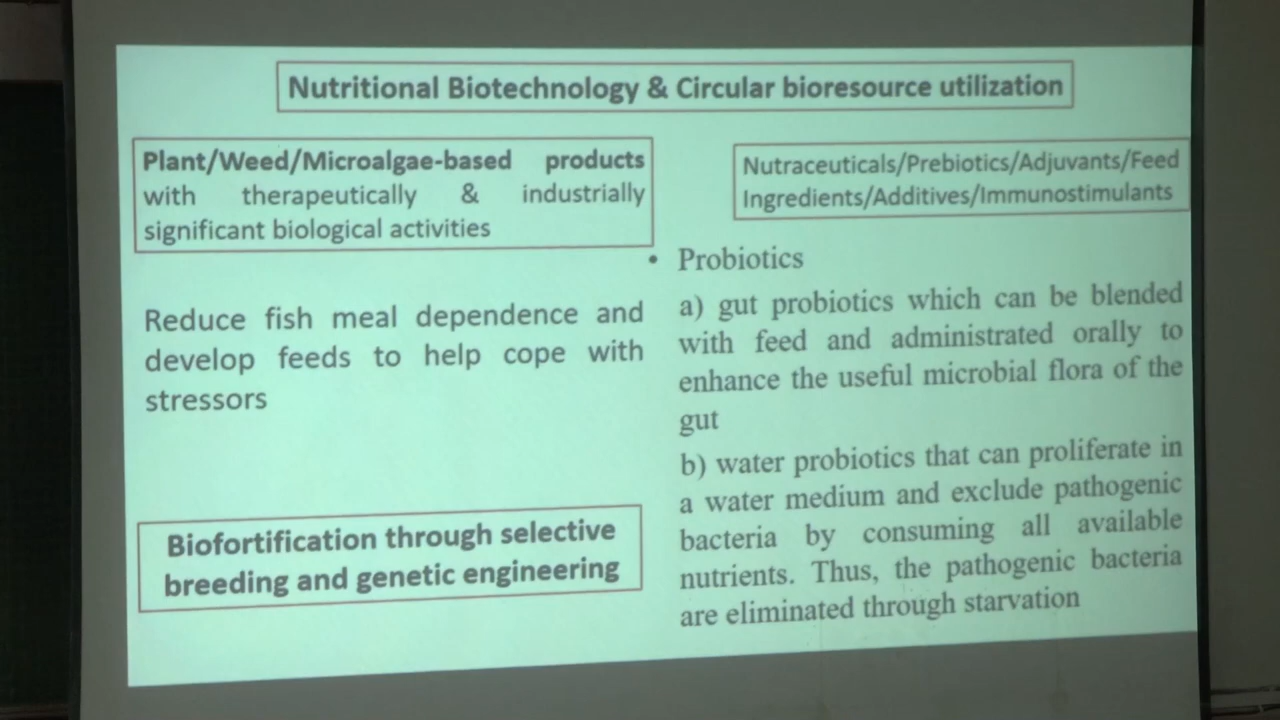 Nutritional Biotechnology & Circular bioresource utilization
Plant/Weed/Microalgae-based products
with therapeutically & industrially
significant biological activities
Reduce fish meal dependence and
develop feeds to help cope with
stressors
Biofortification through selective
breeding and genetic engineering
Nutraceuticals/Prebiotics/Adjuvants/Feed
Ingredients/Additives/Immunostimulants
• Probiotics
a) gut probiotics which can be blended
with feed and administrated orally to
enhance the useful microbial flora of the
gut
b) water probiotics that can proliferate in
a water medium and exclude pathogenic
bacteria by consuming all available
nutrients. Thus, the pathogenic bacteria
are eliminated through starvation